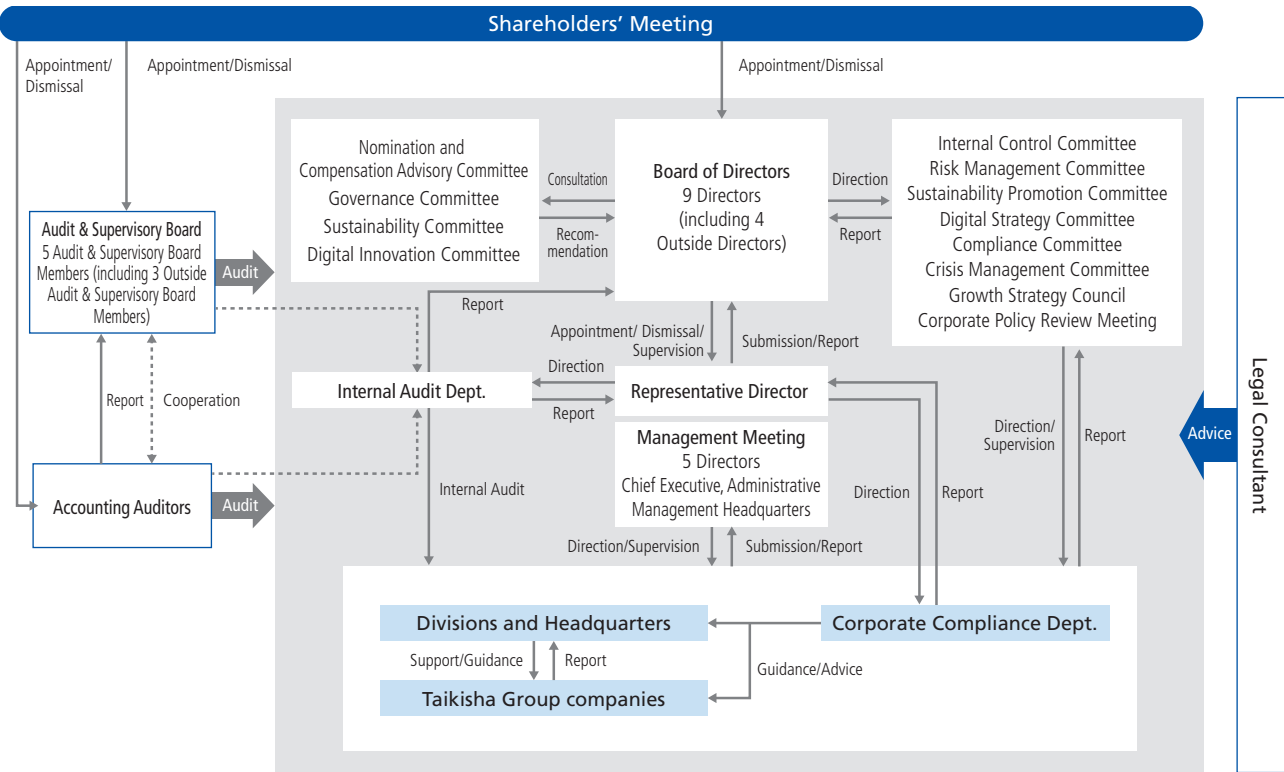 Shareholders' Meeting
Appointment/
Dismissal
Appointment/Dismissal
Appointment/Dismissal
Nomination and
Compensation Advisory Committee
Governance Committee
Sustainability Committee
Digital Innovation Committee
Consultation
Recom-
mendation
Board of Directors
9 Directors
(including 4
Outside Directors)
Direction
Report
Internal Control Committee
Risk Management Committee
Sustainability Promotion Committee
Digital Strategy Committee
Compliance Committee
Crisis Management Committee
Growth Strategy Council
Corporate Policy Review Meeting
Audit & Supervisory Board
5 Audit & Supervisory Board
Members (including 3 Outside
Audit & Supervisory Board
Members)
Audit
Report
Appointment/ Dismissal/
Supervision
Submission/Report
Direction
Internal Audit Dept.
Report
Representative Director
Management Meeting
5 Directors
Chief Executive, Administrative
Management Headquarters
Report
Cooperation
Accounting Auditors
Audit
Internal Audit
Direction
Report
Direction/
Supervision
Report
Advice
Legal Consultant
Direction/Supervision
Submission/Report
Divisions and Headquarters
Corporate Compliance Dept.
Support/Guidance
Report
Guidance/Advice
Taikisha Group companies